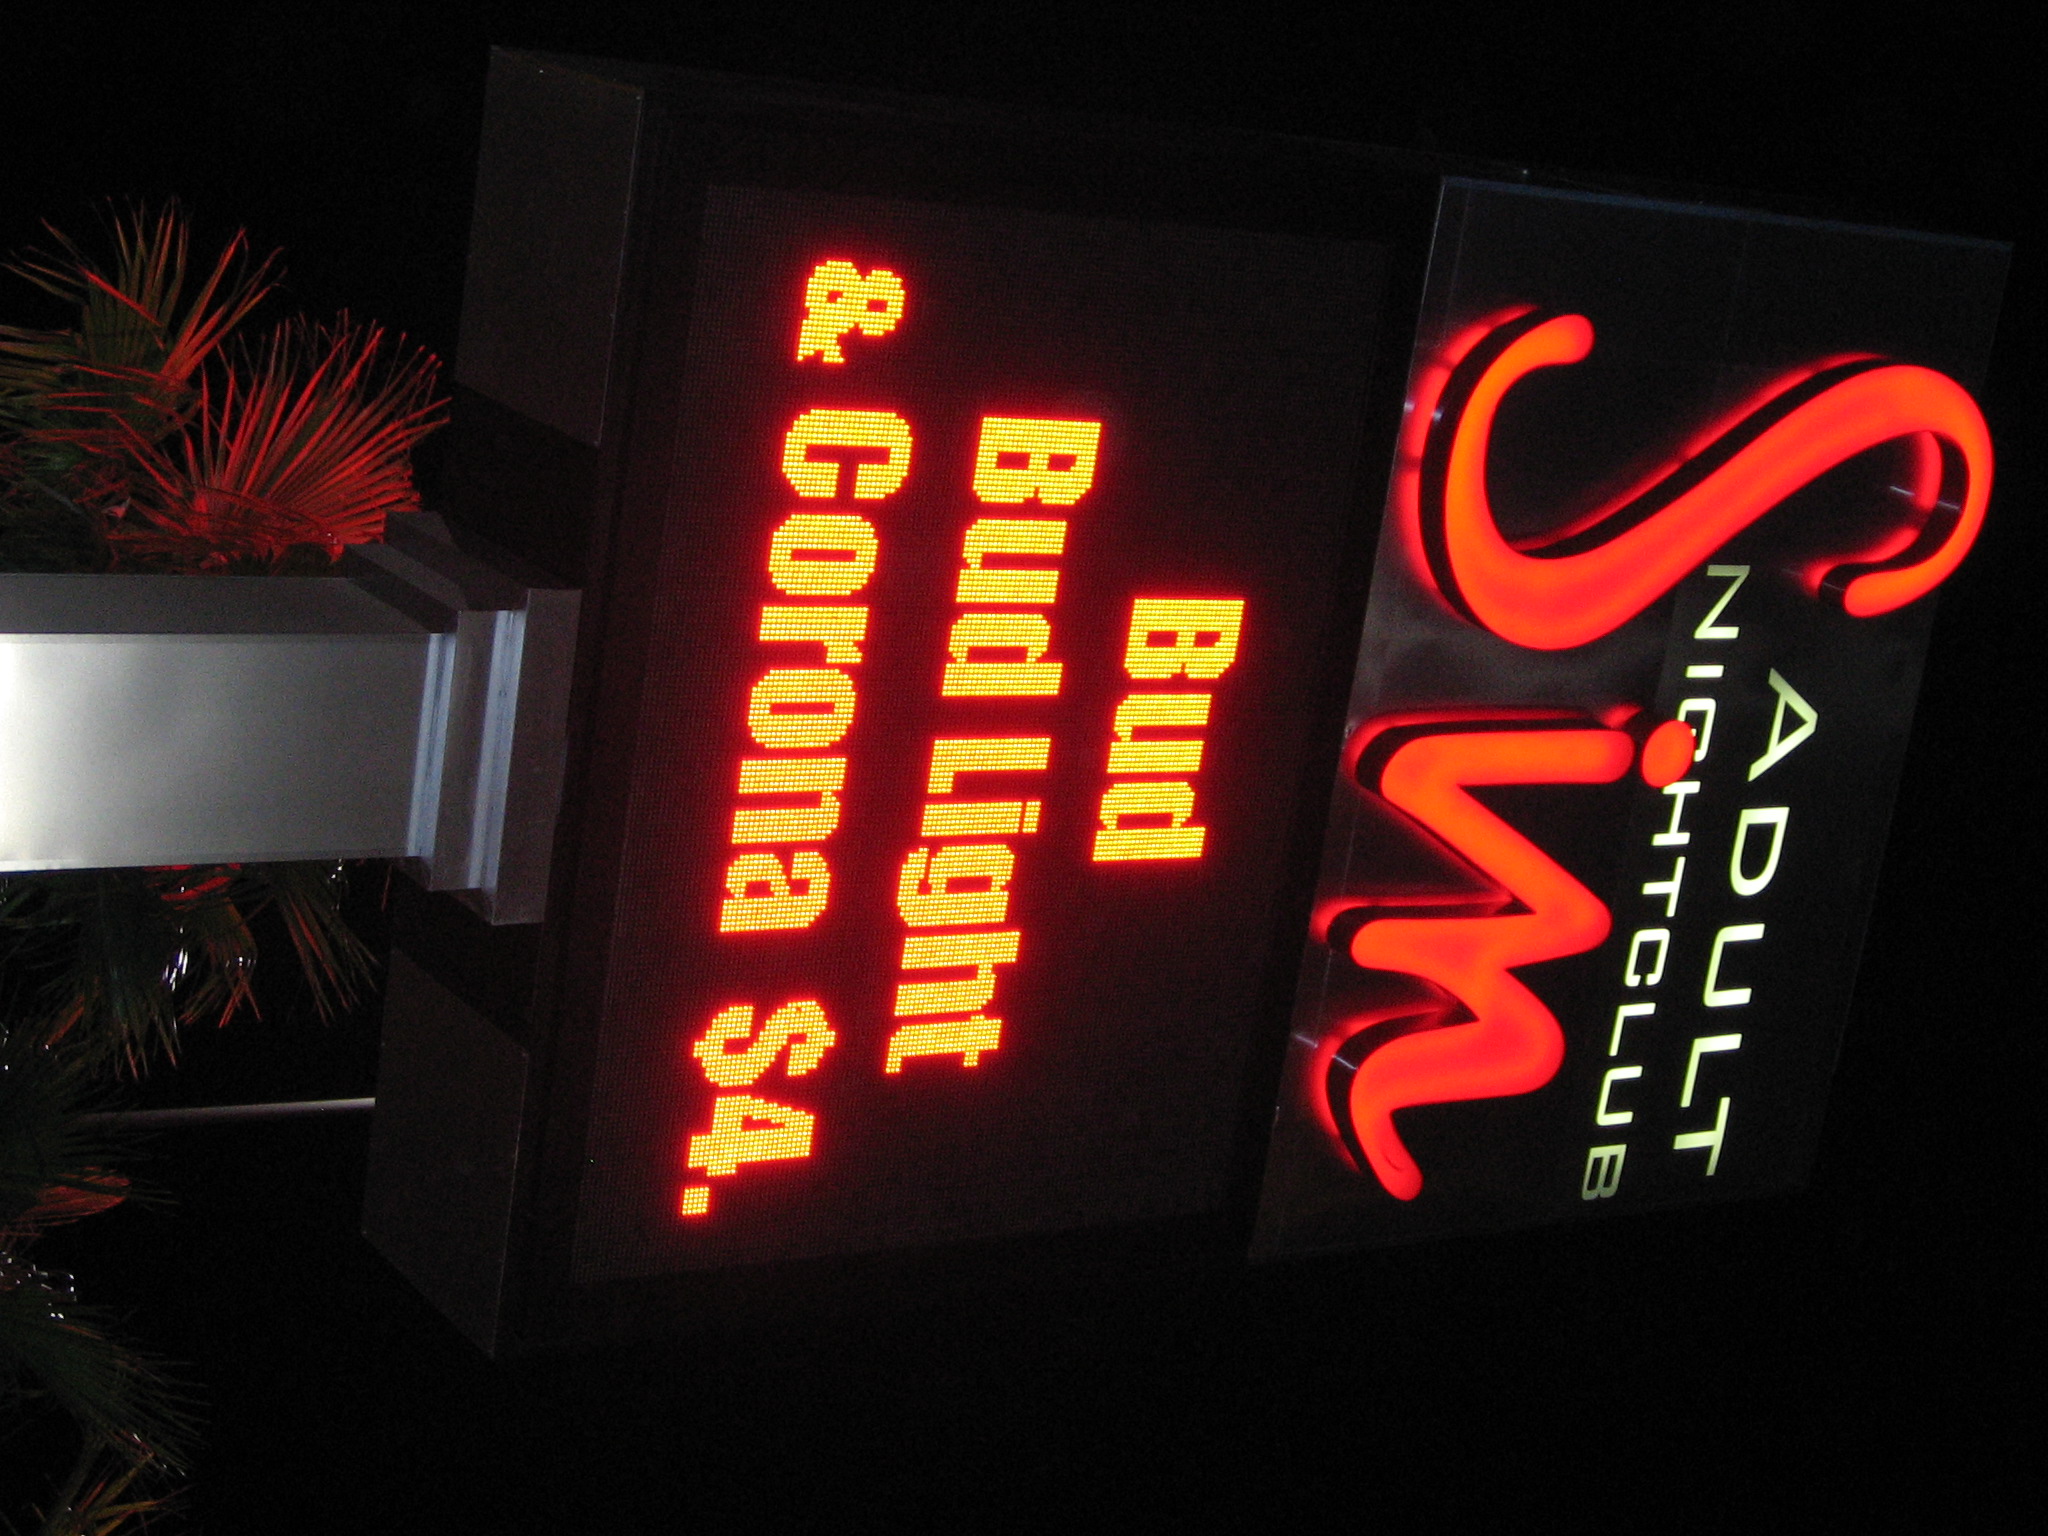 ADULT
NIGHTCLUB
Sin
Bud
Bud Light
& Corona $4.